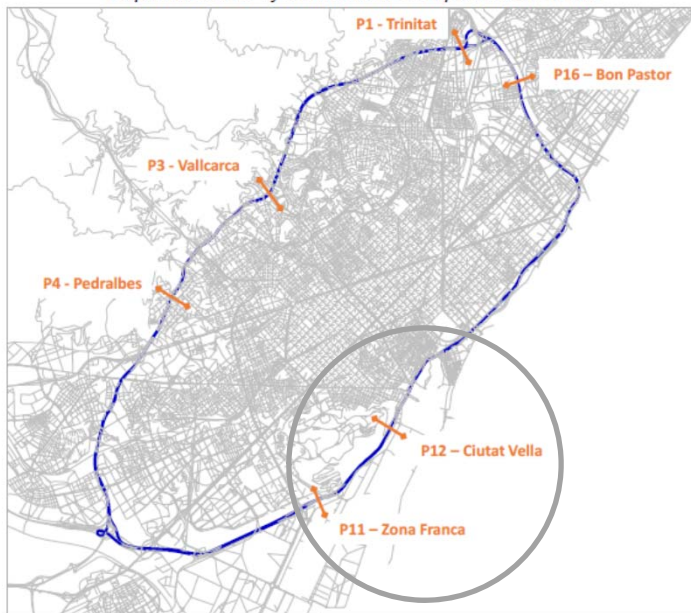 P1 - Trinitat
P16 – Bon Pastor
P3 - Vallcarca
P4 - Pedralbes
P12 – Ciutat Vella
P11 – Zona Franca